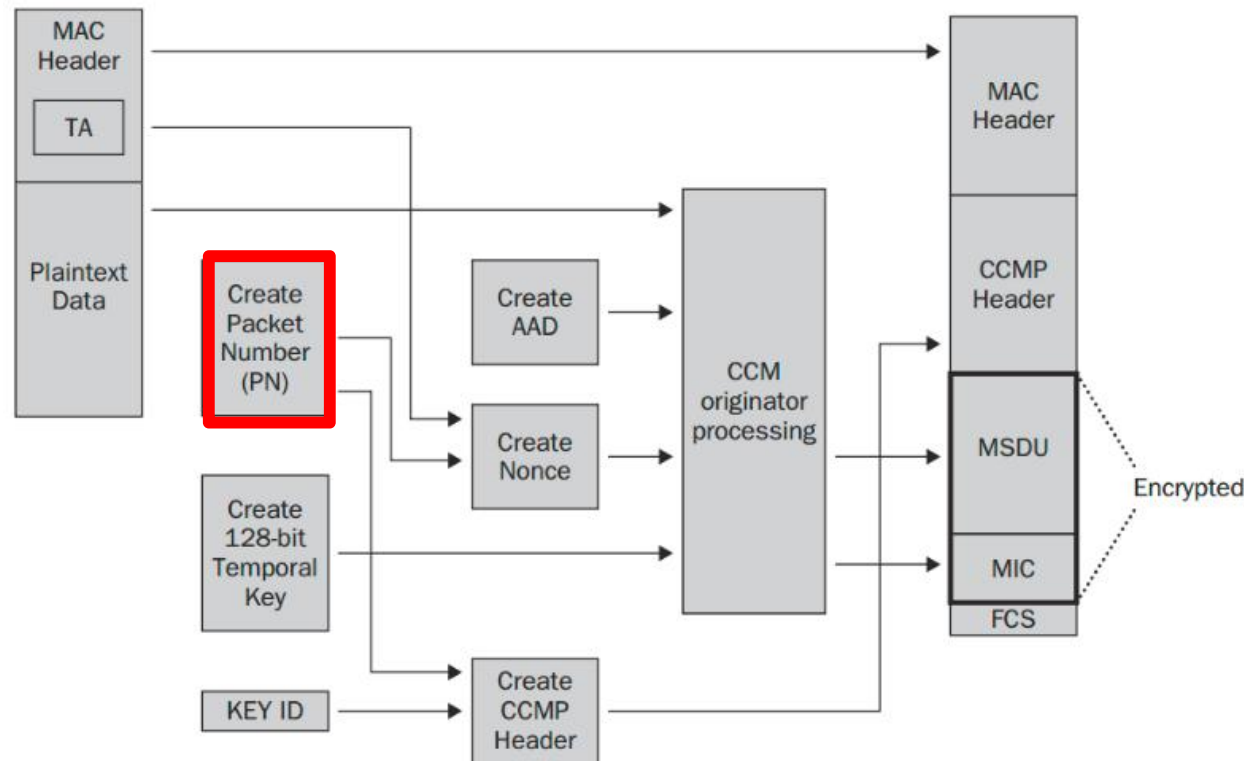 MAC
Header
TA
Plaintext
Data
Create
Packet
Number
(PN)
Create
128-bit
Temporal
Key
KEY ID
Create
AAD
Create
Nonce
Create
CCMP
Header
CCM
originator
processing
MAC
Header
CCMP
Header
MSDU
MIC
FCS
Encrypted